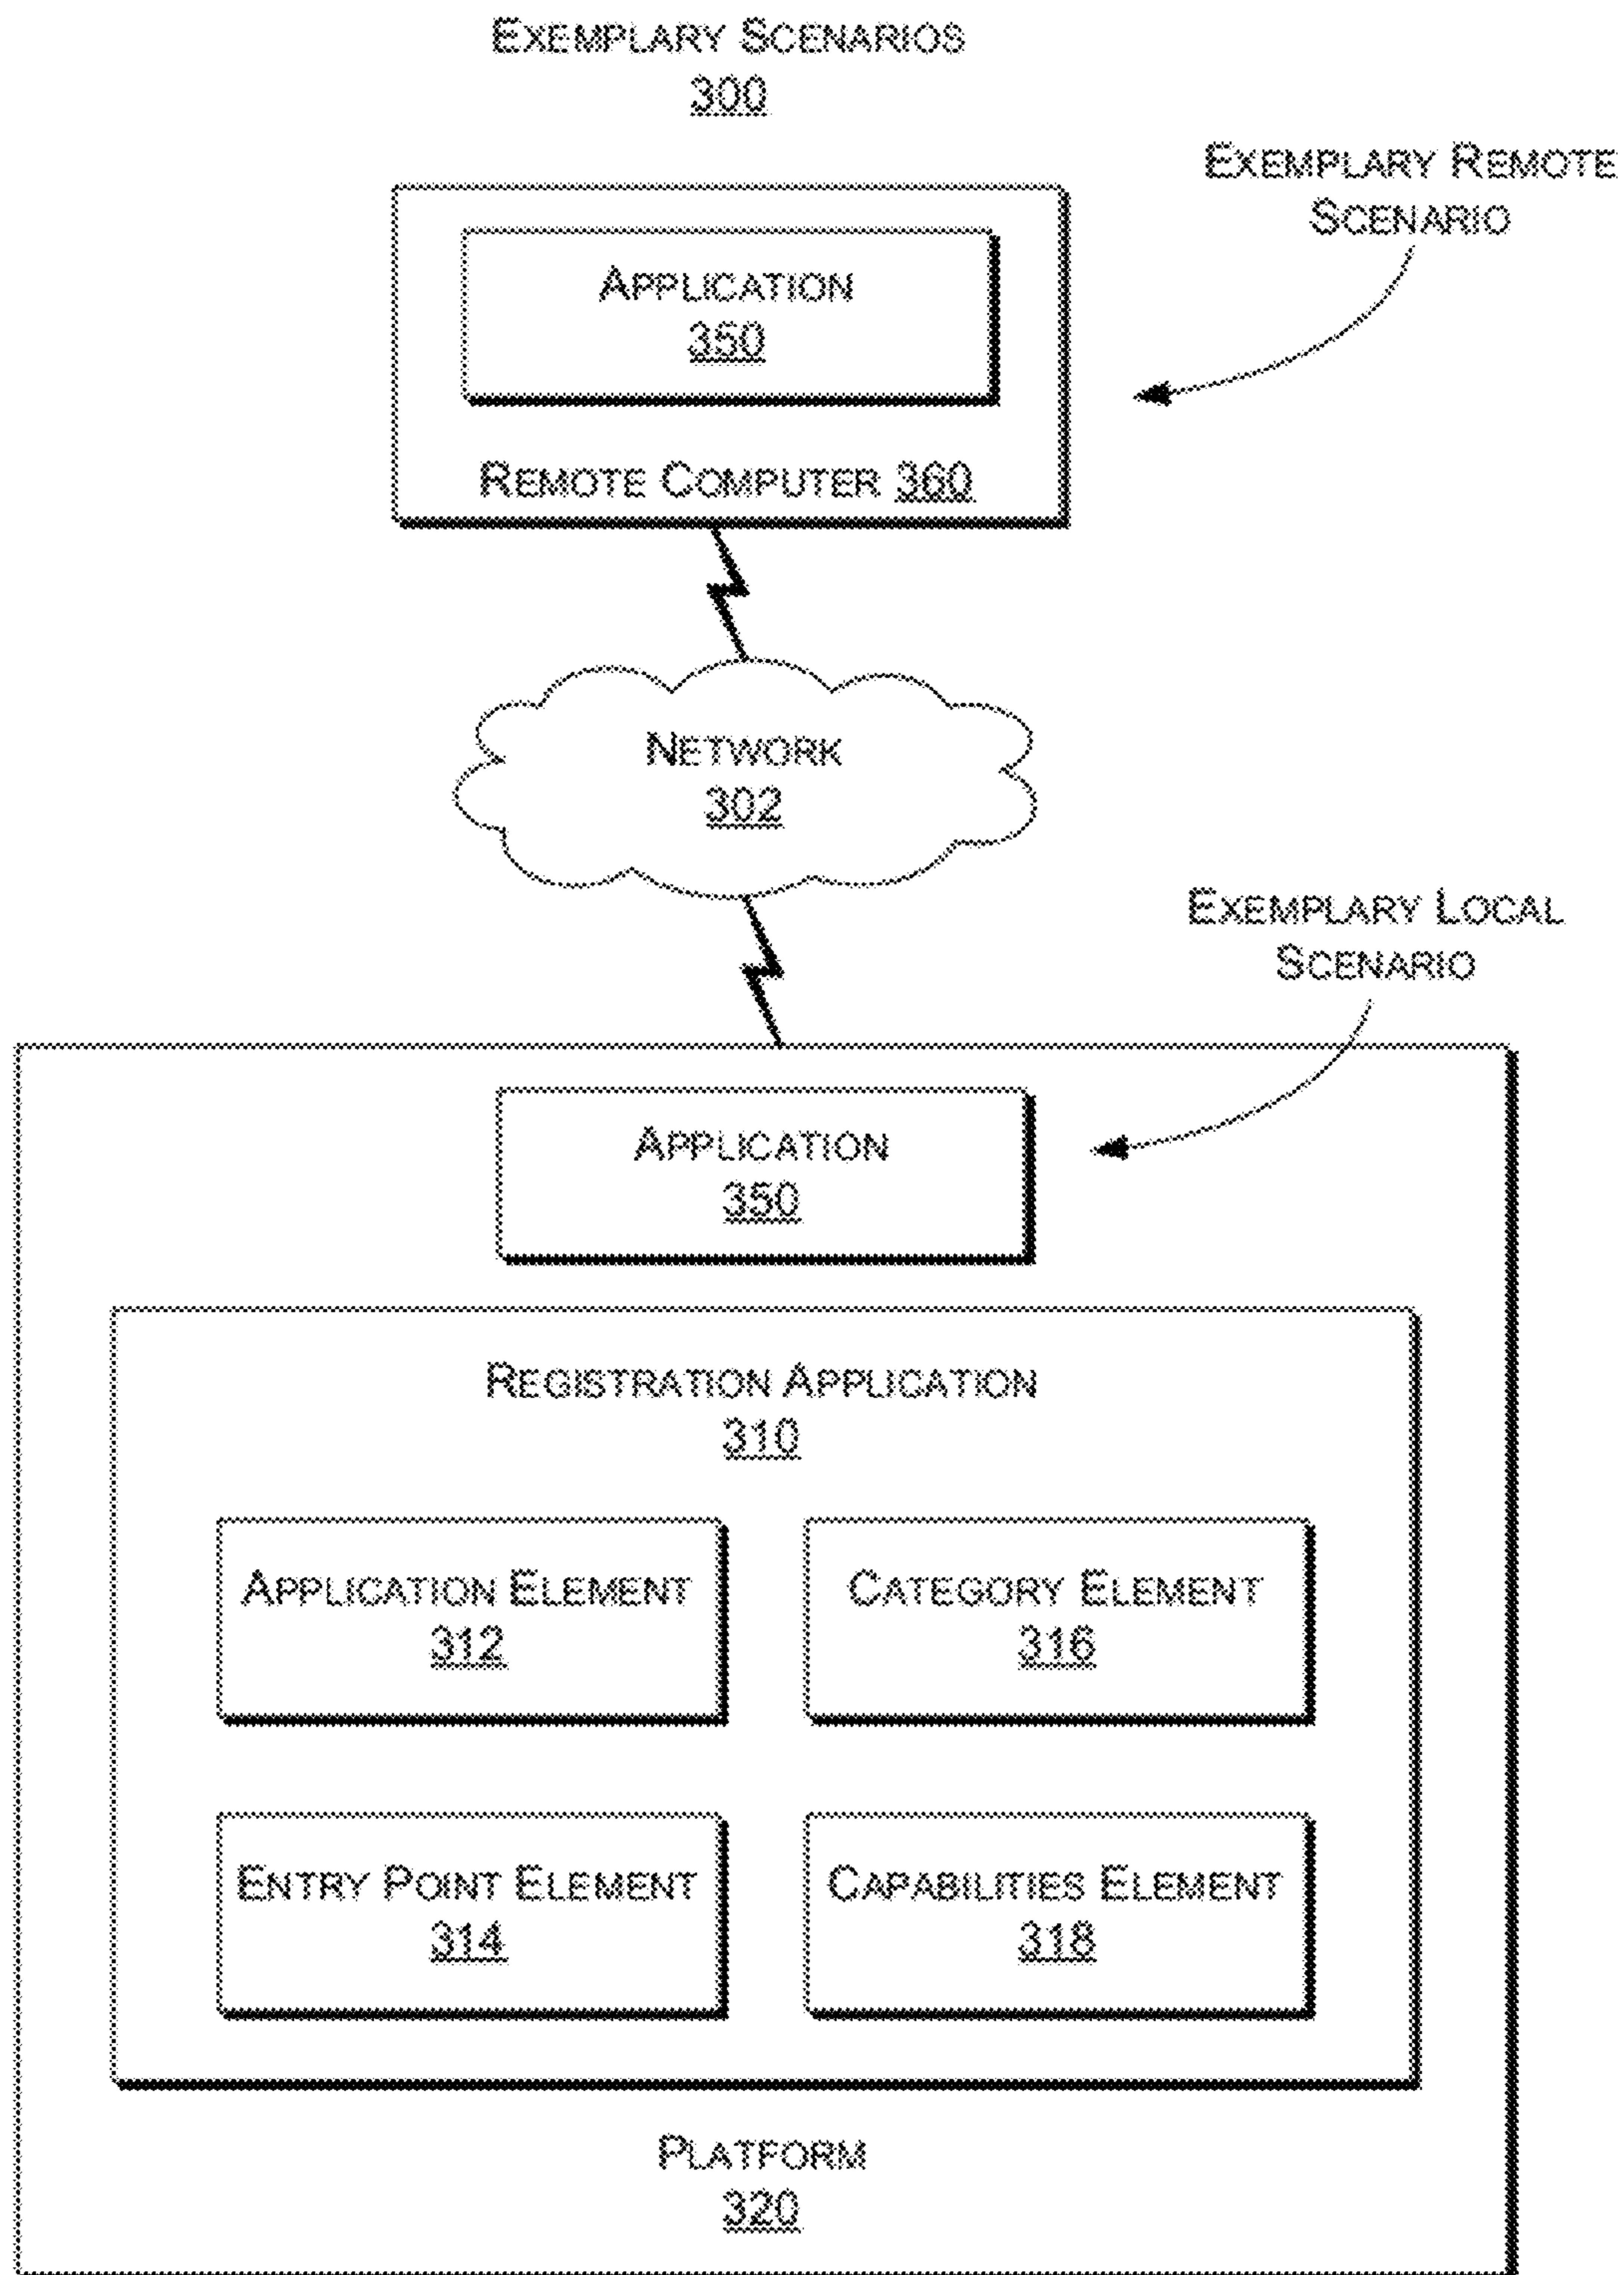 EXEMPLARY SCENARIOS
300
EXEMPLARY REMOTE
SCENARIO
APPLICATION
350
REMOTE COMPUTER 360
NETWORK
302
EXEMPLARY LOCAL
SCENARIO
APPLICATION
350
REGISTRATION APPLICATION
310
APPLICATION ELEMENT
312
CATEGORY ELEMENT
316
ENTRY POINT ELEMENT
314
CAPABILITIES ELEMENT
318
PLATFORM
320